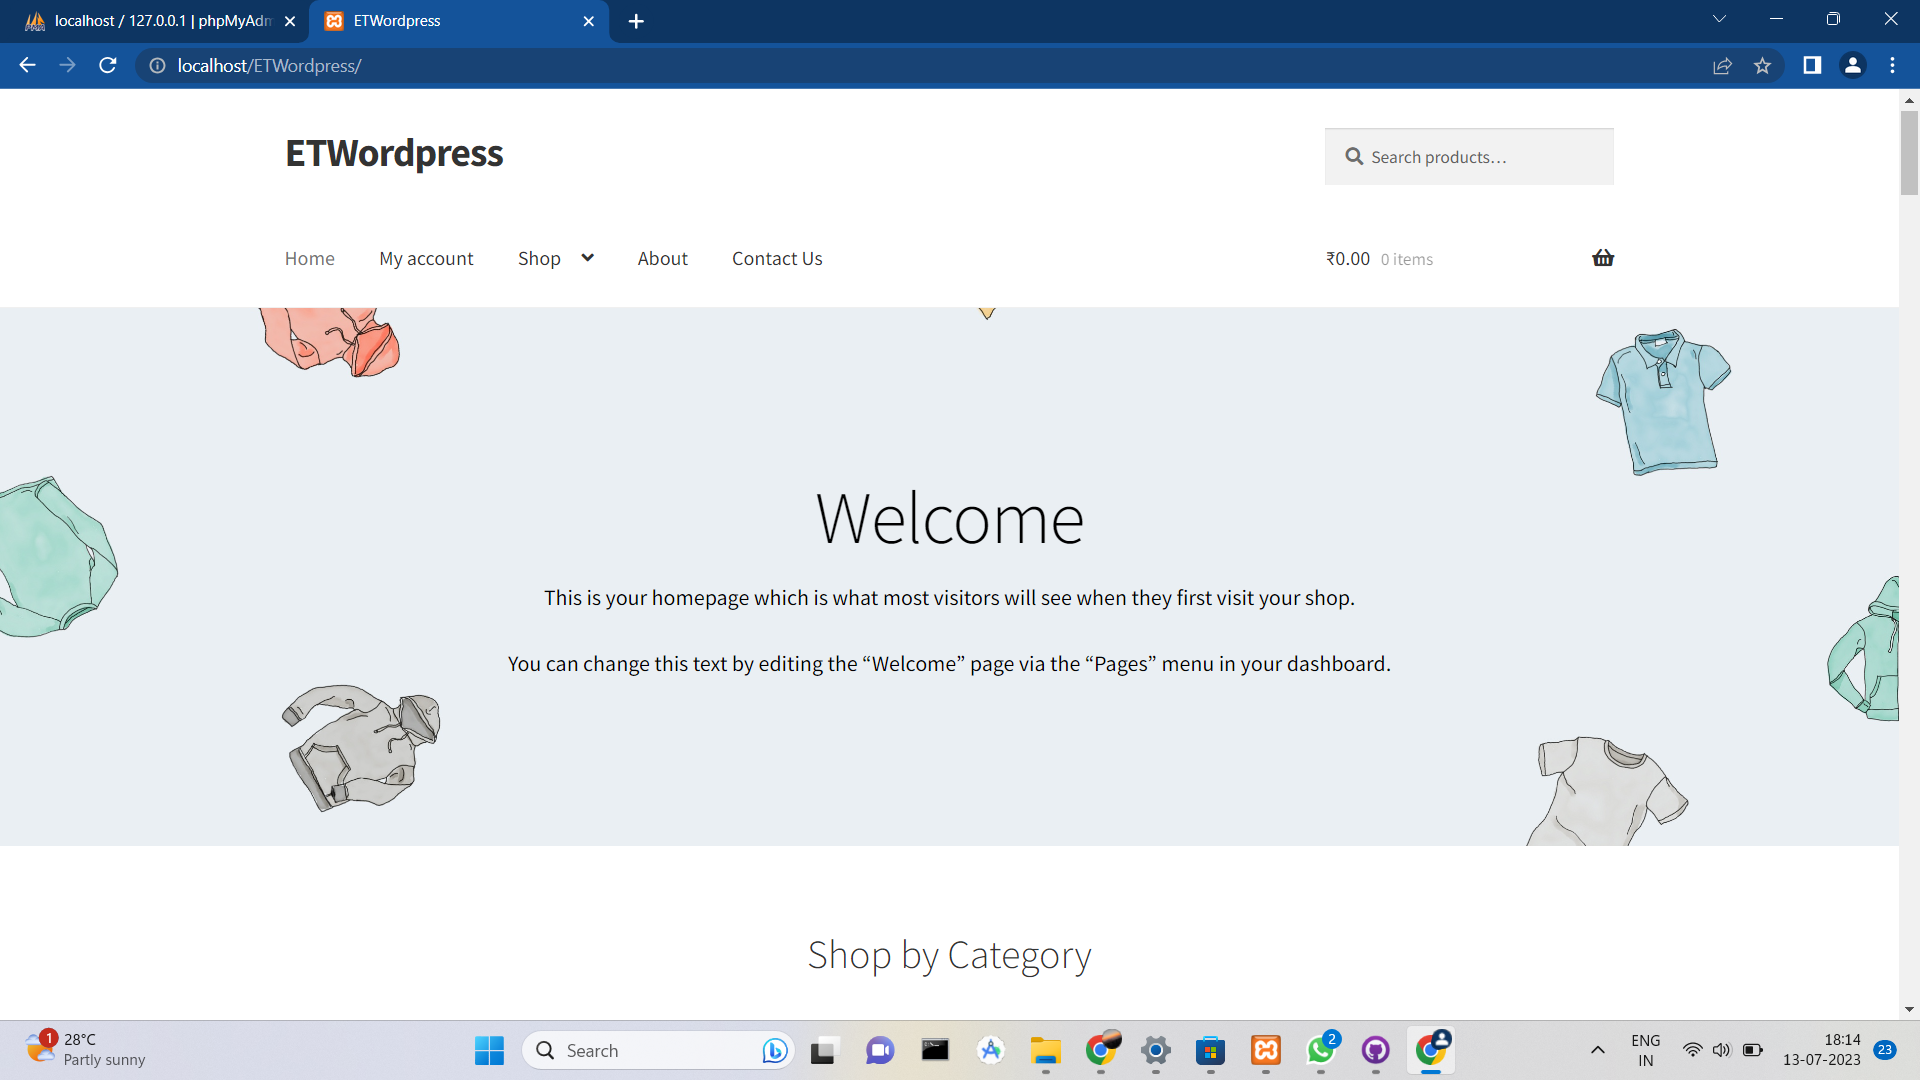 localhost / 127.0.0.1 | phpMyAdm
ETWordpress
localhost/ETWordpress/
ETWordpress
Search products…
Home My account Shop About Contact Us ₹0.00 0 items
Welcome
This is your homepage which is what most visitors will see when they first visit your shop.
You can change this text by editing the “Welcome” page via the “Pages” menu in your dashboard.
Shop by Category
1
28°C
Partly sunny
Search
2
ENG
IN
18:14
13-07-2023
23